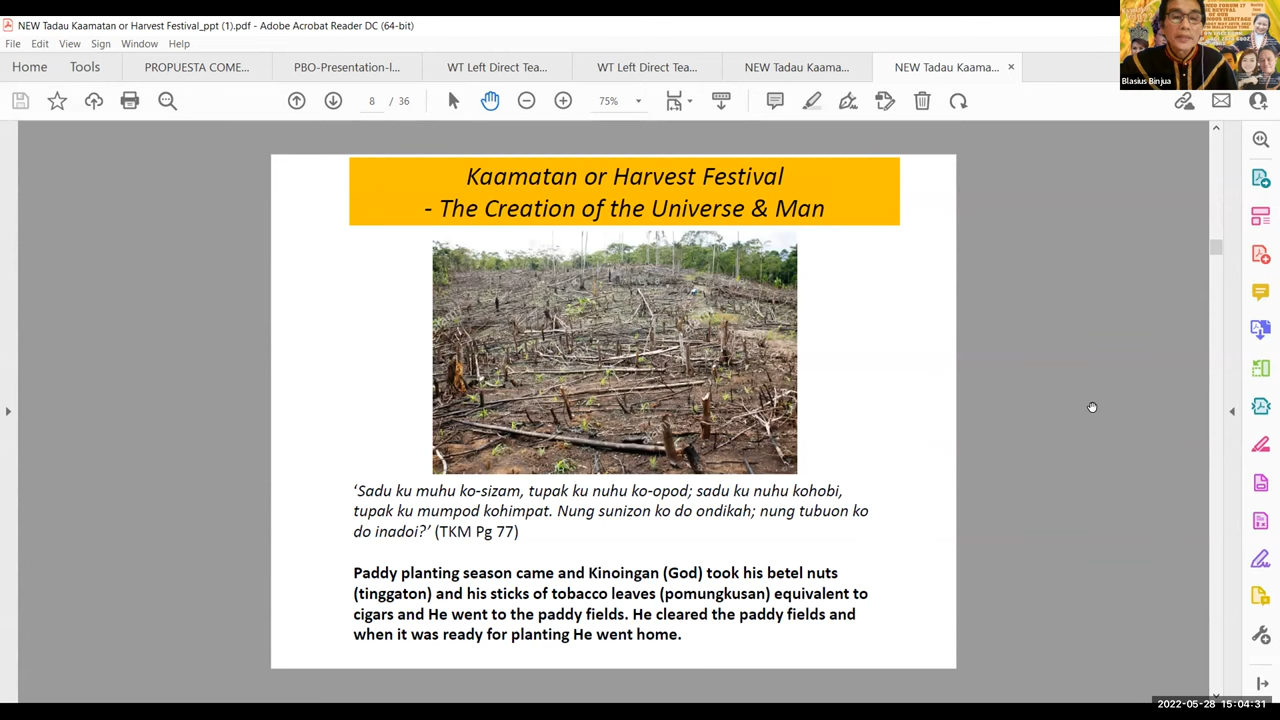 NEW Tadau Kaamatan or Harvest Festival_ppt (1).pdf - Adobe Acrobat Reader DC (64-bit)
File Edit View Sign Window Help
Home Tools PROPUESTA COME... PBO-Presentation-I... WT Left Direct Tea... WT Left Direct Tea... NEW Tadau Kaama... NEW Tadau Kaama... ×
8 / 36 75%
Blasius Binjua
Kaamatan or Harvest Festival
- The Creation of the Universe & Man
‘Sadu ku muhu ko-sizam, tupak ku nuhu ko-opod; sadu ku nuhu kohobi,
tupak ku mumpod kohimpat. Nung sunizon ko do ondikah; nung tubuon ko
do inadoi?’ (TKM Pg 77)
Paddy planting season came and Kinoingan (God) took his betel nuts
(tinggaton) and his sticks of tobacco leaves (pomungkusan) equivalent to
cigars and He went to the paddy fields. He cleared the paddy fields and
when it was ready for planting He went home.
2022-05-28 15:04:31